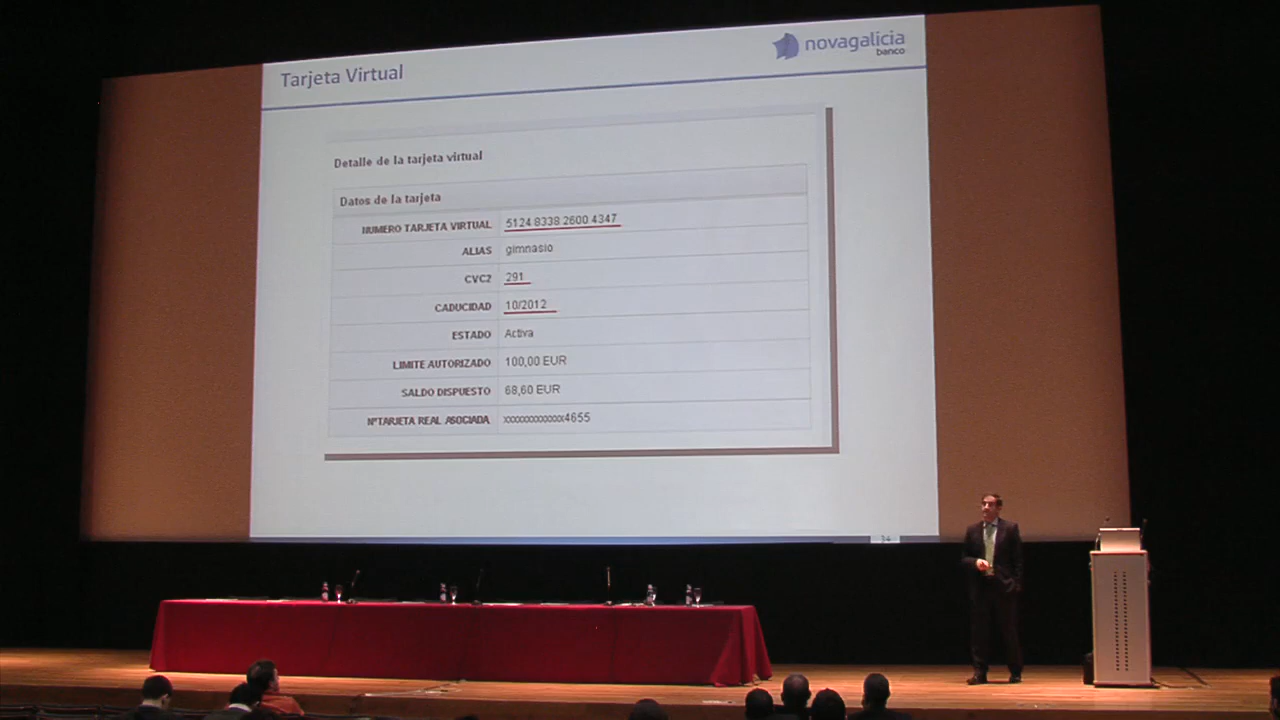 Tarjeta Virtual
novagalicia
banco
Detalle de la tarjeta virtual
Datos de la tarjeta
NUMERO TARJETA VIRTUAL 5124 8338 2600 4347
ALIAS gimnasio
CVC2 291
CADUCIDAD 10/2012
ESTADO Activa
LIMITE AUTORIZADO 100,00 EUR
SALDO DISPUESTO 68,60 EUR
NºTARJETA REAL ASOCIADA xxxxxxxxxxxx4655